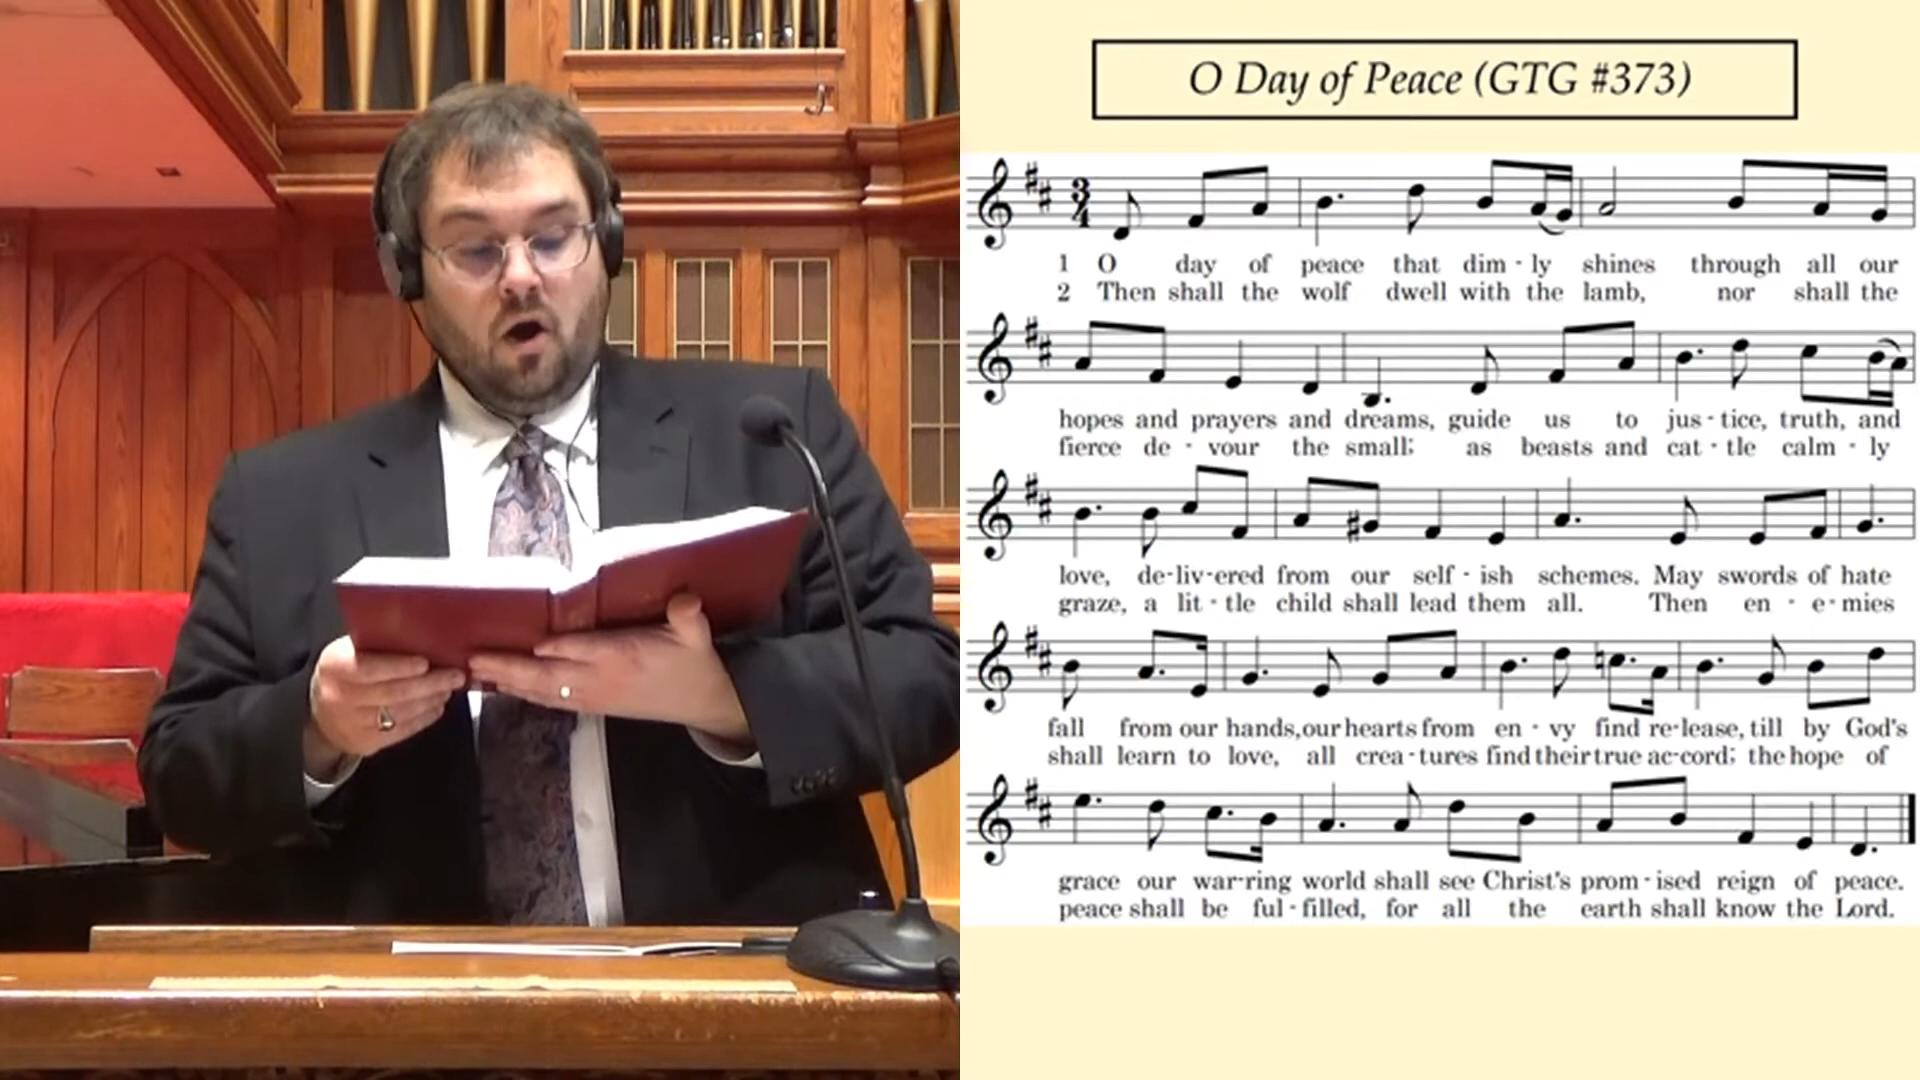 O Day of Peace (GTG #373)
3
4
1 O day of peace that dim - ly shines through all our
2 Then shall the wolf dwell with the lamb, nor shall the
hopes and prayers and dreams, guide us to jus - tice, truth, and
fierce de - vour the small; as beasts and cat - tle calm - ly
love, de - liv - ered from our self - ish schemes. May swords of hate
graze, a lit - tle child shall lead them all. Then en - e - mies
fall from our hands, our hearts from en - vy find re - lease, till by God's
shall learn to love, all crea - tures find their true ac - cord; the hope of
grace our war - ring world shall see Christ's prom - ised reign of peace.
peace shall be ful - filled, for all the earth shall know the Lord.